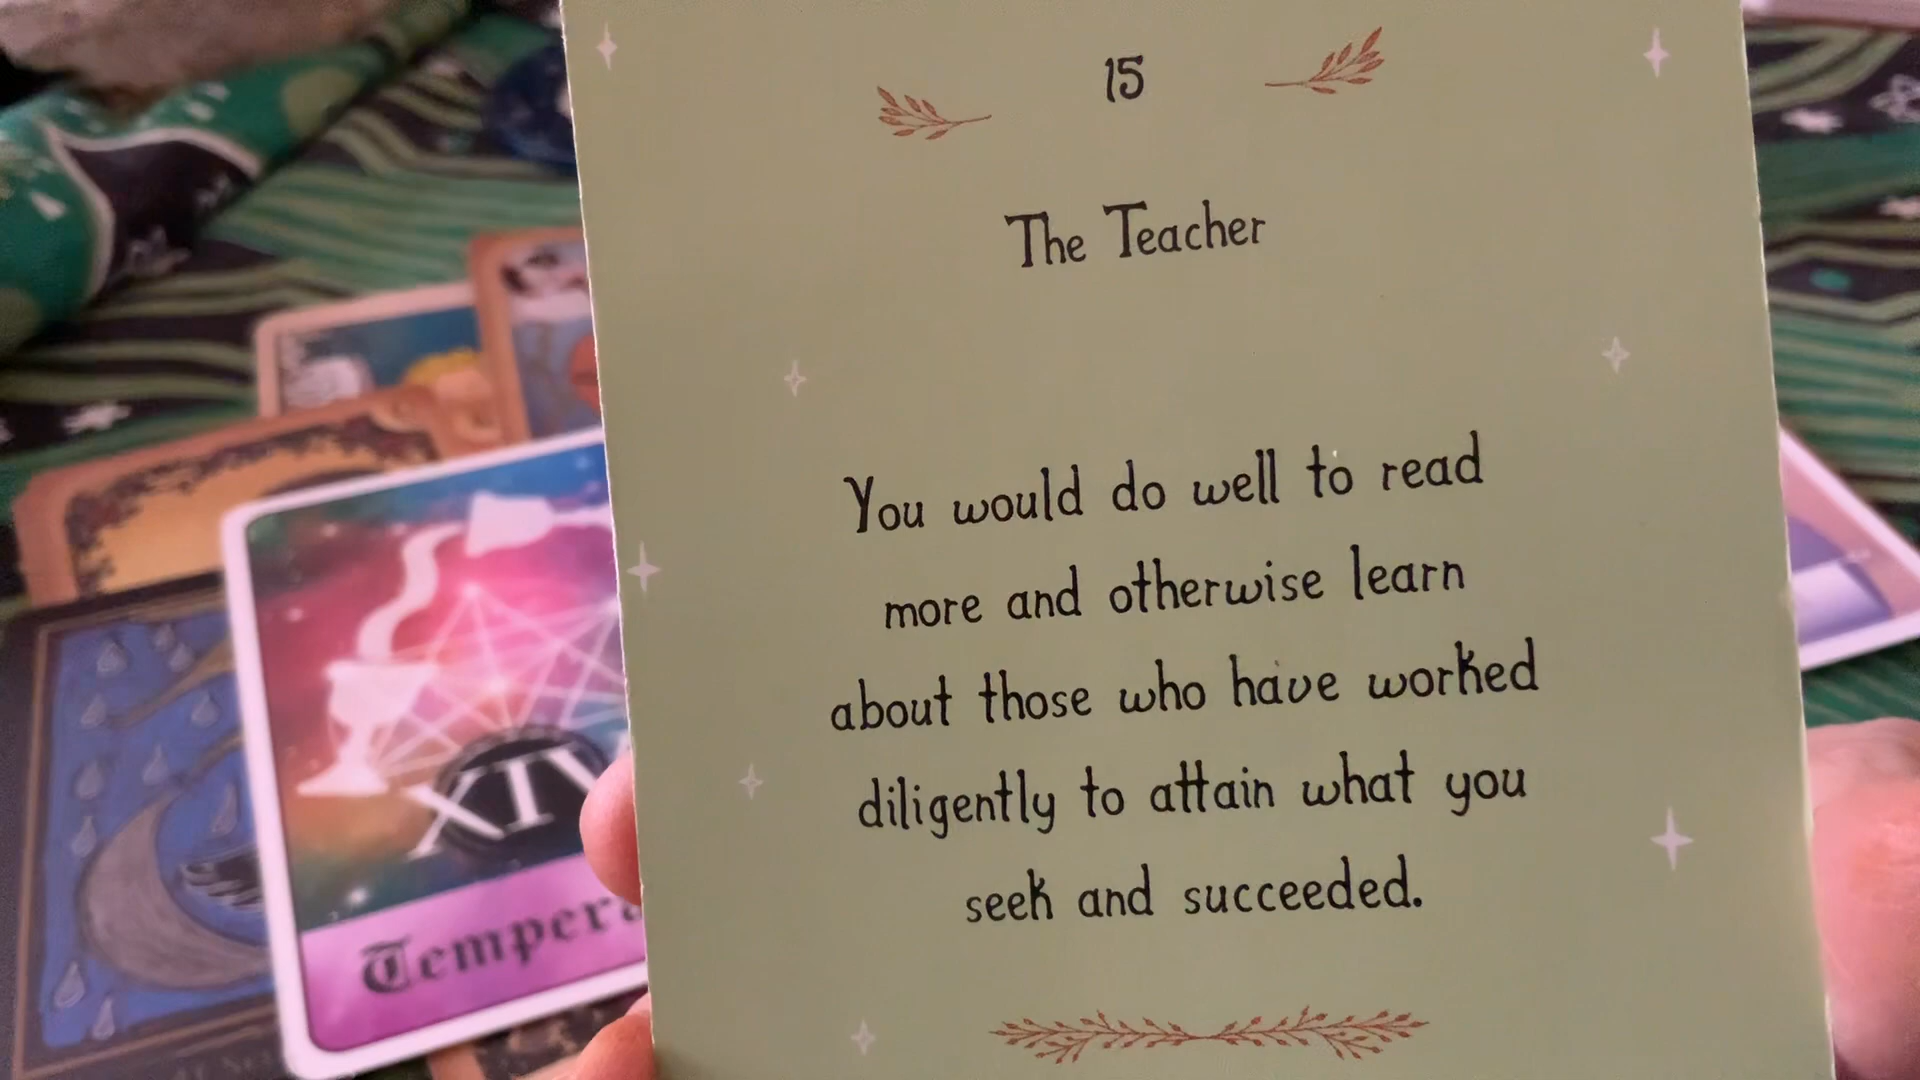 15
The Teacher
You would do well to read
more and otherwise learn
about those who have worked
diligently to attain what you
seek and succeeded.
XIV
Tempera